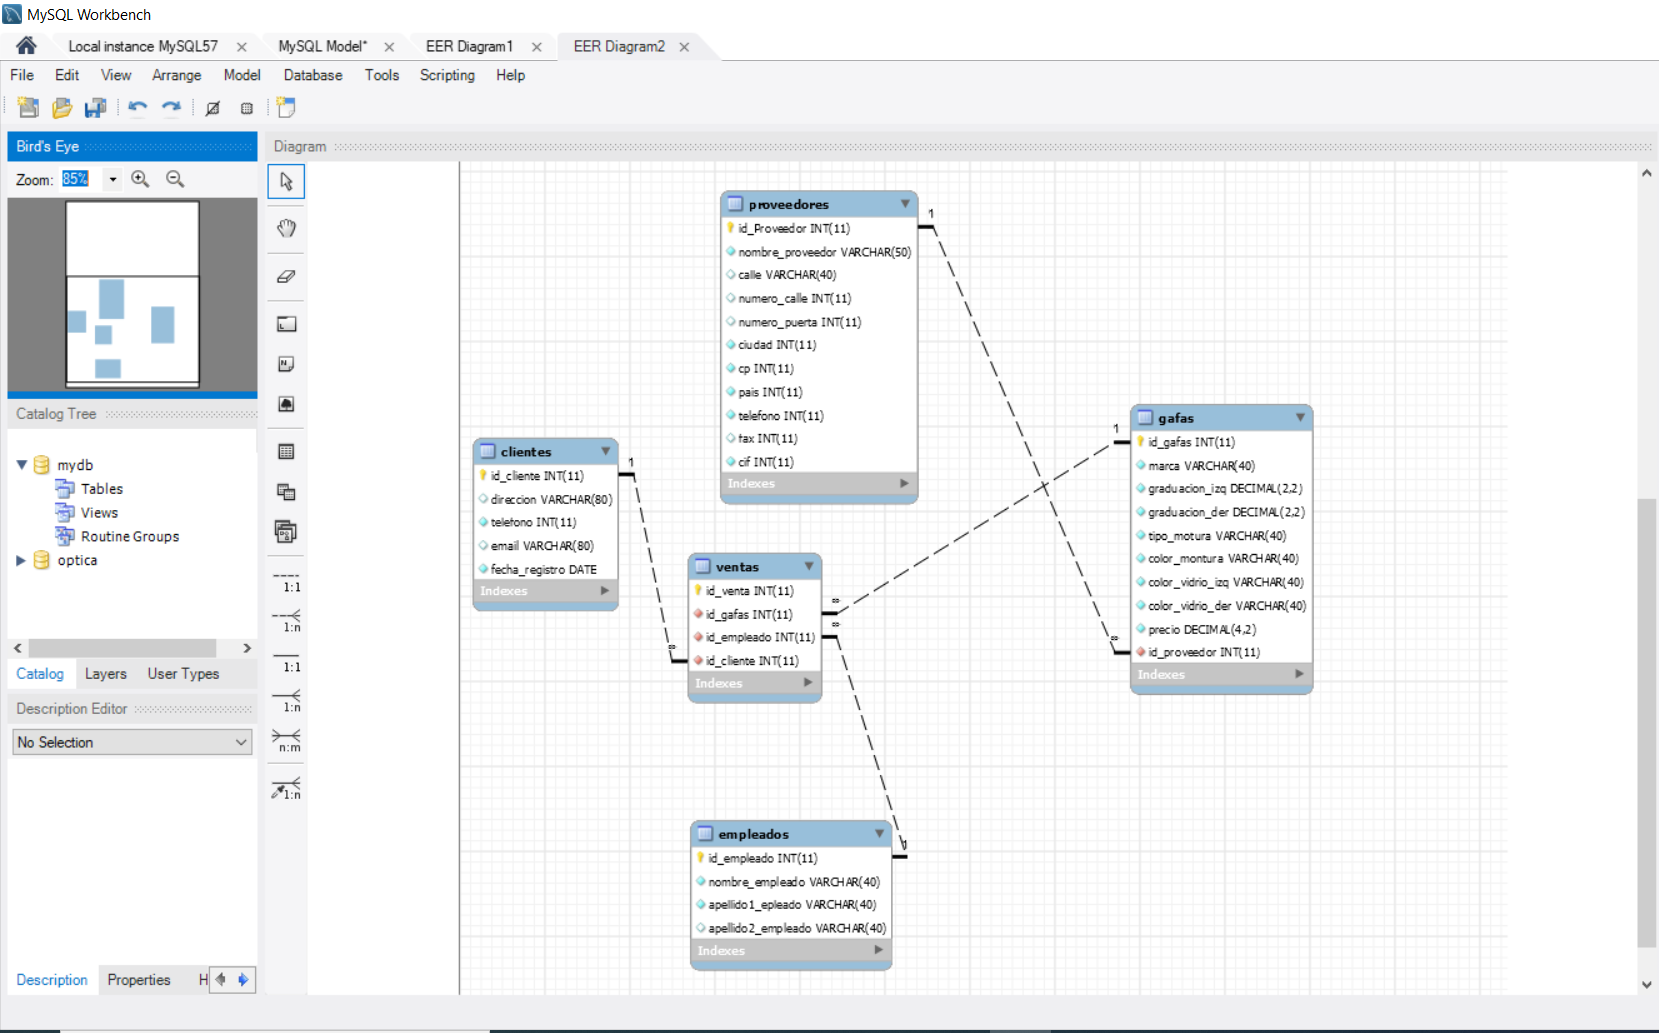 MySQL Workbench
Local instance MySQL57
MySQL Model*
EER Diagram1
EER Diagram2
File Edit View Arrange Model Database Tools Scripting Help
Bird's Eye
Zoom: 85%
Catalog Tree
mydb
Tables
Views
Routine Groups
optica
Catalog Layers User Types
Description Editor
No Selection
Description Properties H
1:1
1:n
1:1
1:n
n:m
1:n
Diagram
proveedores
id_Proveedor INT(11)
nombre_proveedor VARCHAR(50)
calle VARCHAR(40)
numero_calle INT(11)
numero_puerta INT(11)
ciudad INT(11)
cp INT(11)
pais INT(11)
telefono INT(11)
fax INT(11)
cif INT(11)
Indexes
1
clientes
id_cliente INT(11)
direccion VARCHAR(80)
telefono INT(11)
email VARCHAR(80)
fecha_registro DATE
Indexes
1
∞
ventas
id_venta INT(11)
id_gafas INT(11)
id_empleado INT(11)
id_cliente INT(11)
Indexes
∞
∞
gafas
id_gafas INT(11)
marca VARCHAR(40)
graduacion_izq DECIMAL(2,2)
graduacion_der DECIMAL(2,2)
tipo_motura VARCHAR(40)
color_montura VARCHAR(40)
color_vidrio_izq VARCHAR(40)
color_vidrio_der VARCHAR(40)
precio DECIMAL(4,2)
id_proveedor INT(11)
Indexes
1
∞
empleados
id_empleado INT(11)
nombre_empleado VARCHAR(40)
apellido1_epleado VARCHAR(40)
apellido2_empleado VARCHAR(40)
Indexes
1